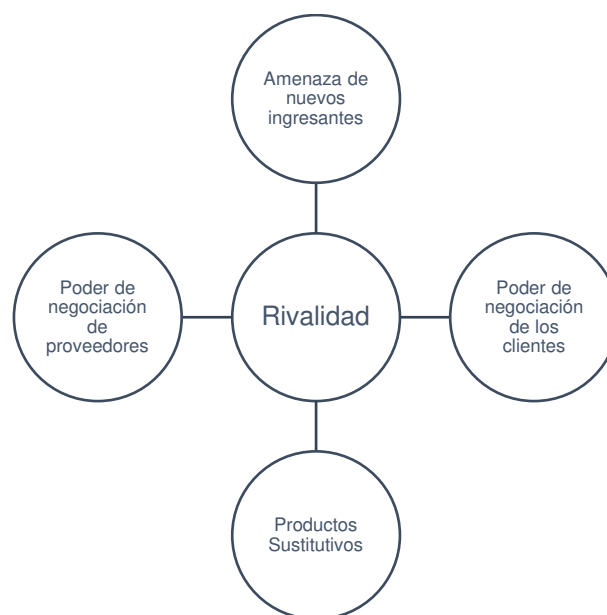 Amenaza de
nuevos
ingresantes
Poder de
negociación
de
proveedores
Rivalidad
Poder de
negociación
de los
clientes
Productos
Sustitutivos